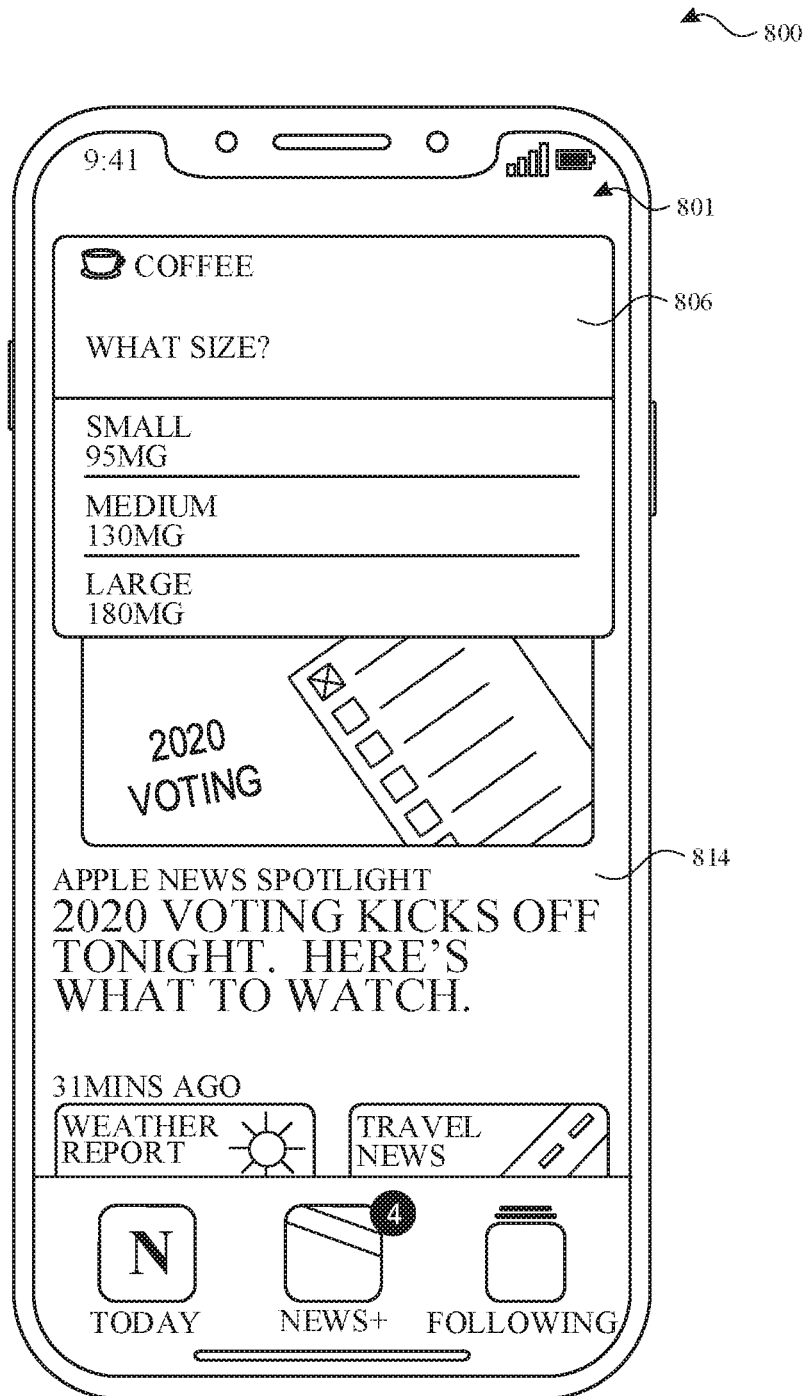 800
9:41
801
COFFEE
806
WHAT SIZE?
SMALL
95MG
MEDIUM
130MG
LARGE
180MG
2020
VOTING
814
APPLE NEWS SPOTLIGHT
2020 VOTING KICKS OFF
TONIGHT. HERE'S
WHAT TO WATCH.
31MINS AGO
WEATHER
REPORT
TRAVEL
NEWS
N
4
TODAY
NEWS+
FOLLOWING